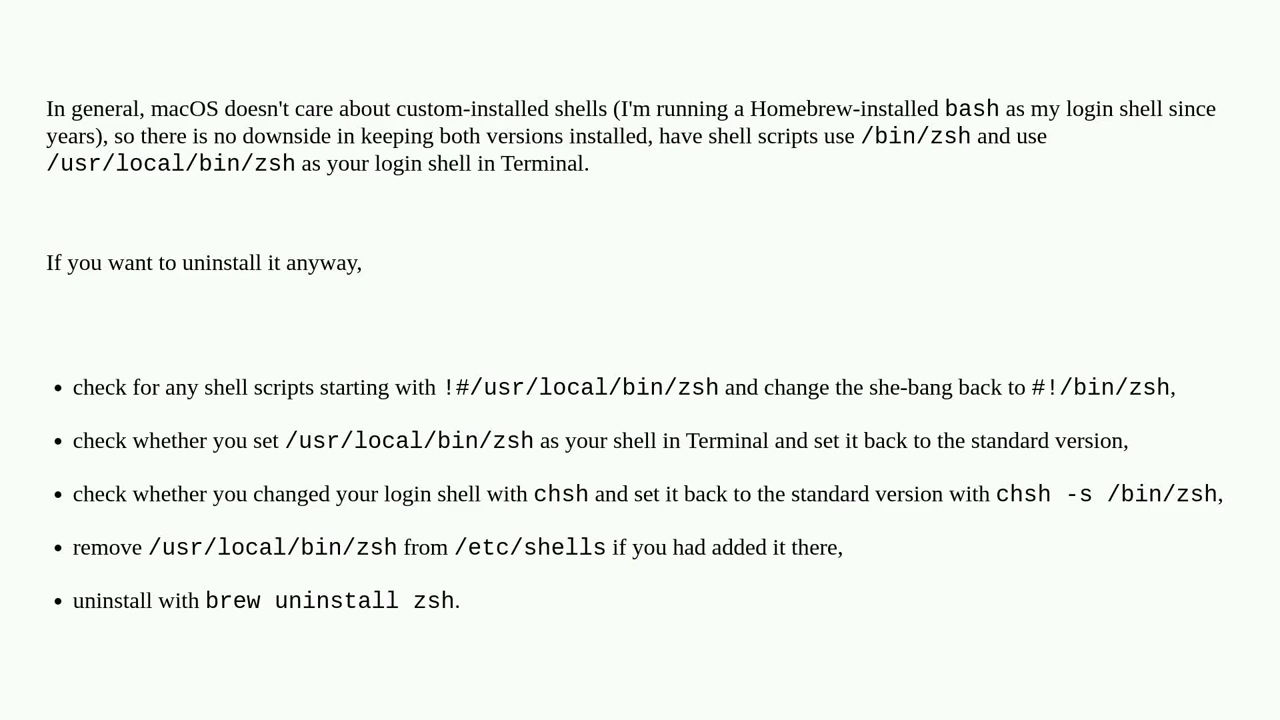 In general, macOS doesn't care about custom-installed shells (I'm running a Homebrew-installed bash as my login shell since
years), so there is no downside in keeping both versions installed, have shell scripts use /bin/zsh and use
/usr/local/bin/zsh as your login shell in Terminal.
If you want to uninstall it anyway,
• check for any shell scripts starting with !#/usr/local/bin/zsh and change the she-bang back to #!/bin/zsh,
• check whether you set /usr/local/bin/zsh as your shell in Terminal and set it back to the standard version,
• check whether you changed your login shell with chsh and set it back to the standard version with chsh -s /bin/zsh,
• remove /usr/local/bin/zsh from /etc/shells if you had added it there,
• uninstall with brew uninstall zsh.